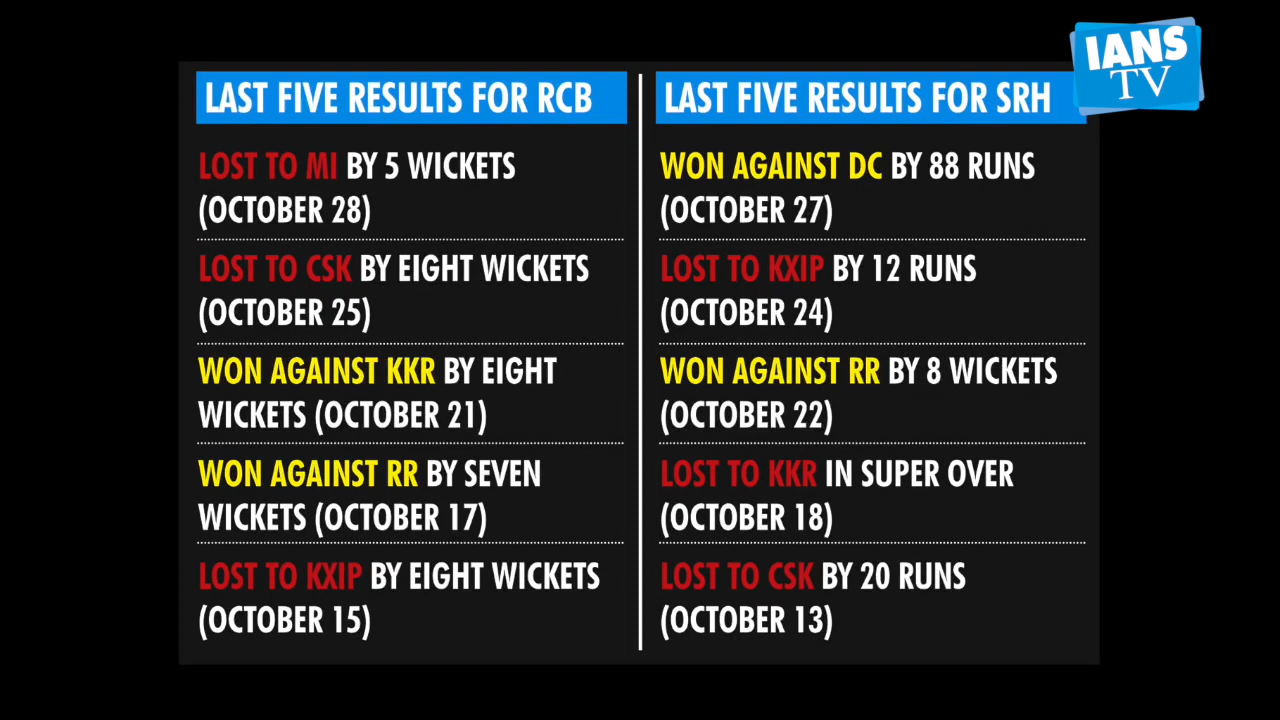 IANS
TV
LAST FIVE RESULTS FOR RCB
LOST TO MI BY 5 WICKETS
(OCTOBER 28)
LOST TO CSK BY EIGHT WICKETS
(OCTOBER 25)
WON AGAINST KKR BY EIGHT
WICKETS (OCTOBER 21)
WON AGAINST RR BY SEVEN
WICKETS (OCTOBER 17)
LOST TO KXIP BY EIGHT WICKETS
(OCTOBER 15)
LAST FIVE RESULTS FOR SRH
WON AGAINST DC BY 88 RUNS
(OCTOBER 27)
LOST TO KXIP BY 12 RUNS
(OCTOBER 24)
WON AGAINST RR BY 8 WICKETS
(OCTOBER 22)
LOST TO KKR IN SUPER OVER
(OCTOBER 18)
LOST TO CSK BY 20 RUNS
(OCTOBER 13)